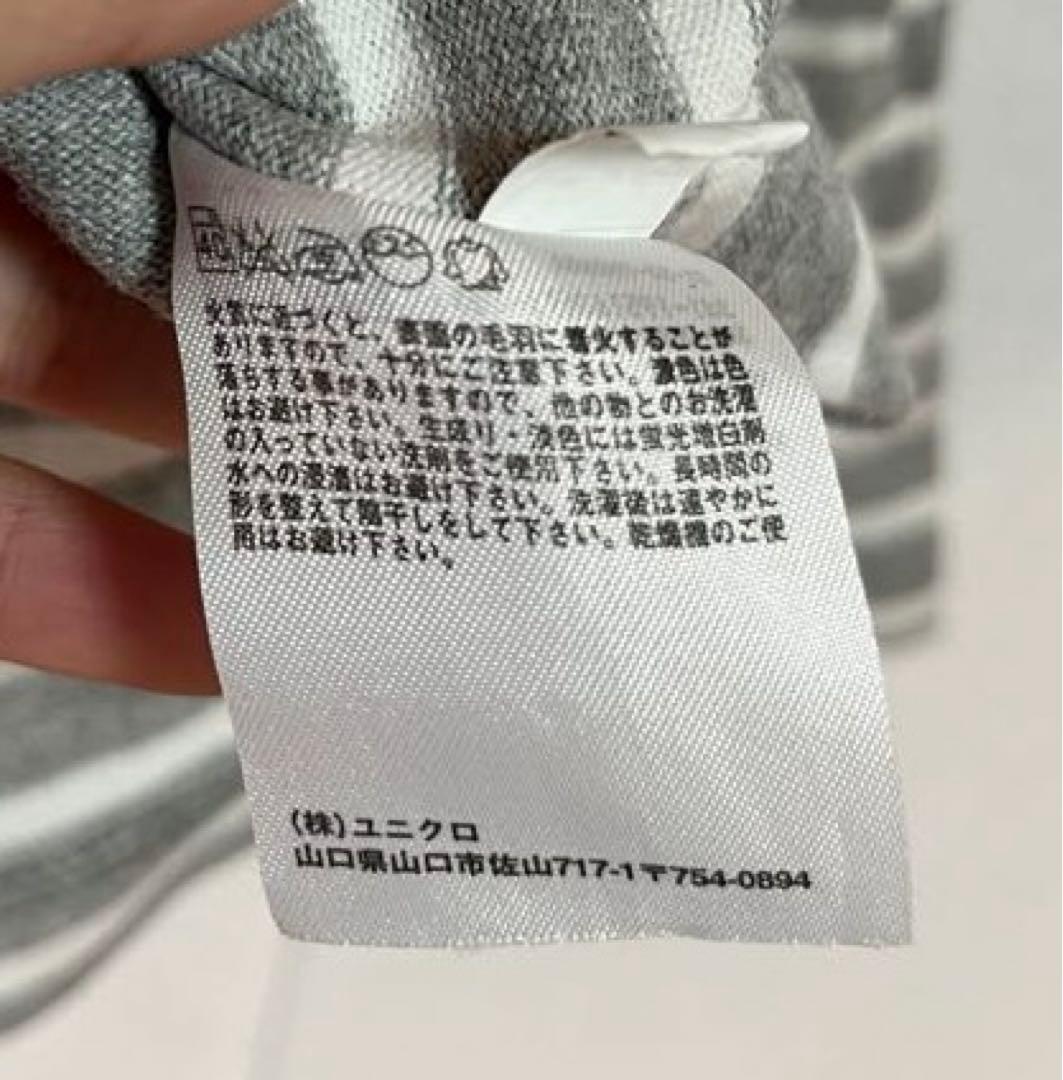 40
火気に近づくと、表面の毛羽に着火することが
ありますので、十分にご注意下さい。濃色は色
落ちする事がありますので、他の物とのお洗濯
はお避け下さい。生成り・淡色には蛍光増白剤
の入っていない洗剤をご使用下さい。長時間の
水への浸漬はお避け下さい。洗濯後は速やかに
形を整えて陰干しをして下さい。乾燥機のご使
用はお避け下さい。
(株)ユニクロ
山口県山口市佐山717-1〒754-0894